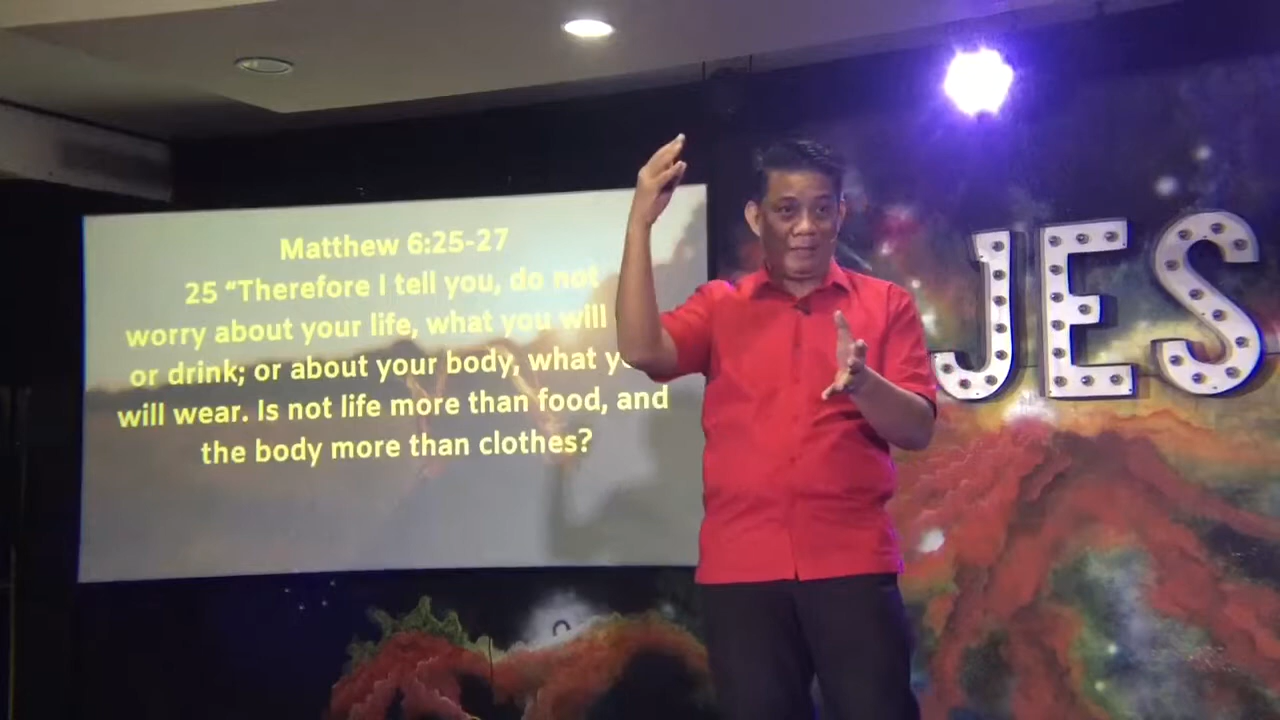 Matthew 6:25-27
25 “Therefore I tell you, do not
worry about your life, what you will
or drink; or about your body, what
will wear. Is not life more than food, and
the body more than clothes?
JES